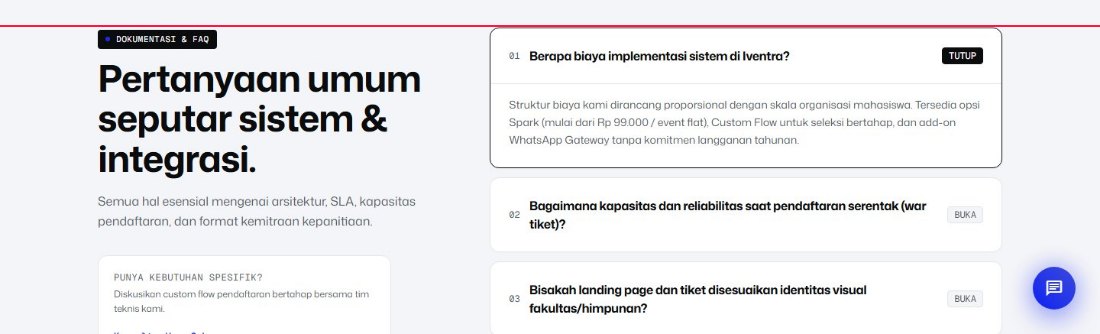 DOKUMENTASI & FAQ
Pertanyaan umum
seputar sistem &
integrasi.
Semua hal esensial mengenai arsitektur, SLA, kapasitas
pendaftaran, dan format kemitraan kepanitiaan.
PUNYA KEBUTUHAN SPESIFIK?
Diskusikan custom flow pendaftaran bertahap bersama tim
teknis kami.
01 Berapa biaya implementasi sistem di Iventra? TUTUP
Struktur biaya kami dirancang proporsional dengan skala organisasi mahasiswa. Tersedia opsi
Spark (mulai dari Rp 99.000 / event flat), Custom Flow untuk seleksi bertahap, dan add-on
WhatsApp Gateway tanpa komitmen langganan tahunan.
02 Bagaimana kapasitas dan reliabilitas saat pendaftaran serentak (war
tiket)? BUKA
03 Bisakah landing page dan tiket disesuaikan identitas visual
fakultas/himpunan? BUKA